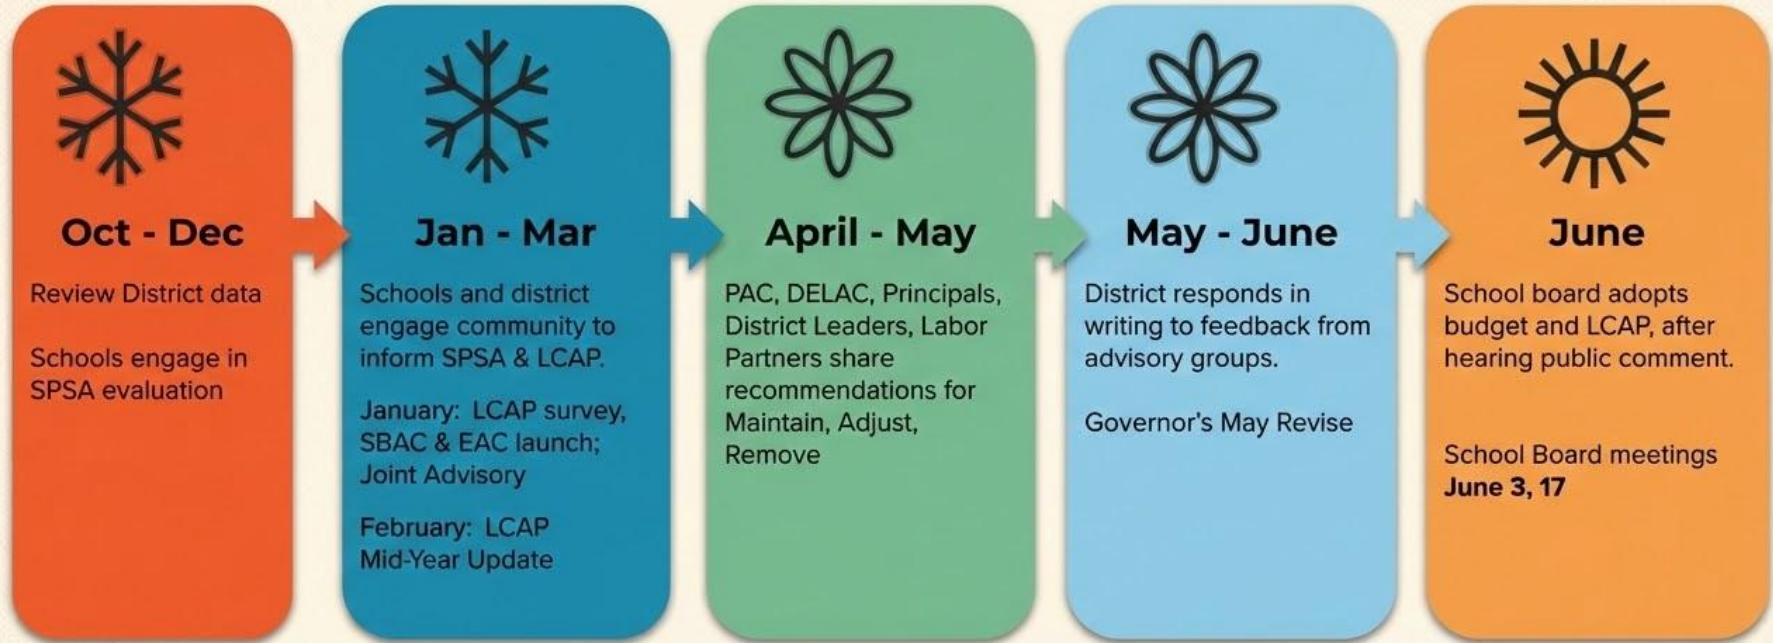 Oct - Dec
Review District data
Schools engage in
SPSA evaluation
Jan - Mar
Schools and district
engage community to
inform SPSA & LCAP.
January: LCAP survey,
SBAC & EAC launch;
Joint Advisory
February: LCAP
Mid-Year Update
April - May
PAC, DELAC, Principals,
District Leaders, Labor
Partners share
recommendations for
Maintain, Adjust,
Remove
May - June
District responds in
writing to feedback from
advisory groups.
Governor's May Revise
June
School board adopts
budget and LCAP, after
hearing public comment.
School Board meetings
June 3, 17